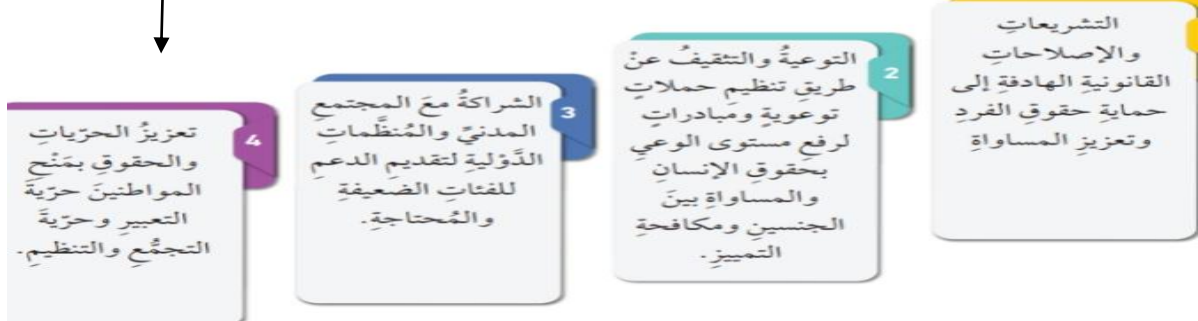 التشريعاتِ
والإصلاحاتِ
القانونيةِ الهادفةِ إلى
حمايةِ حقوقِ الفردِ
وتعزيزِ المساواةِ
2
التوعيةُ والتثقيفُ عنْ
طريقِ تنظيمِ حملاتٍ
توعويةٍ ومبادراتٍ
لرفعِ مستوى الوعيِ
بحقوقِ الإنسانِ
والمساواةِ بينَ
الجنسينِ ومكافحةِ
التمييزِ.
3
الشراكةُ معَ المجتمعِ
المدنيِّ والمُنظَّماتِ
الدَّوْليةِ لتقديمِ الدعمِ
للفئاتِ الضعيفةِ
والمُحتاجةِ.
4
تعزيزُ الحرّياتِ
والحقوقِ بمَنْحِ
المواطنينَ حرّيةَ
التعبيرِ وحرّيةَ
التجمُّعِ والتنظيمِ.